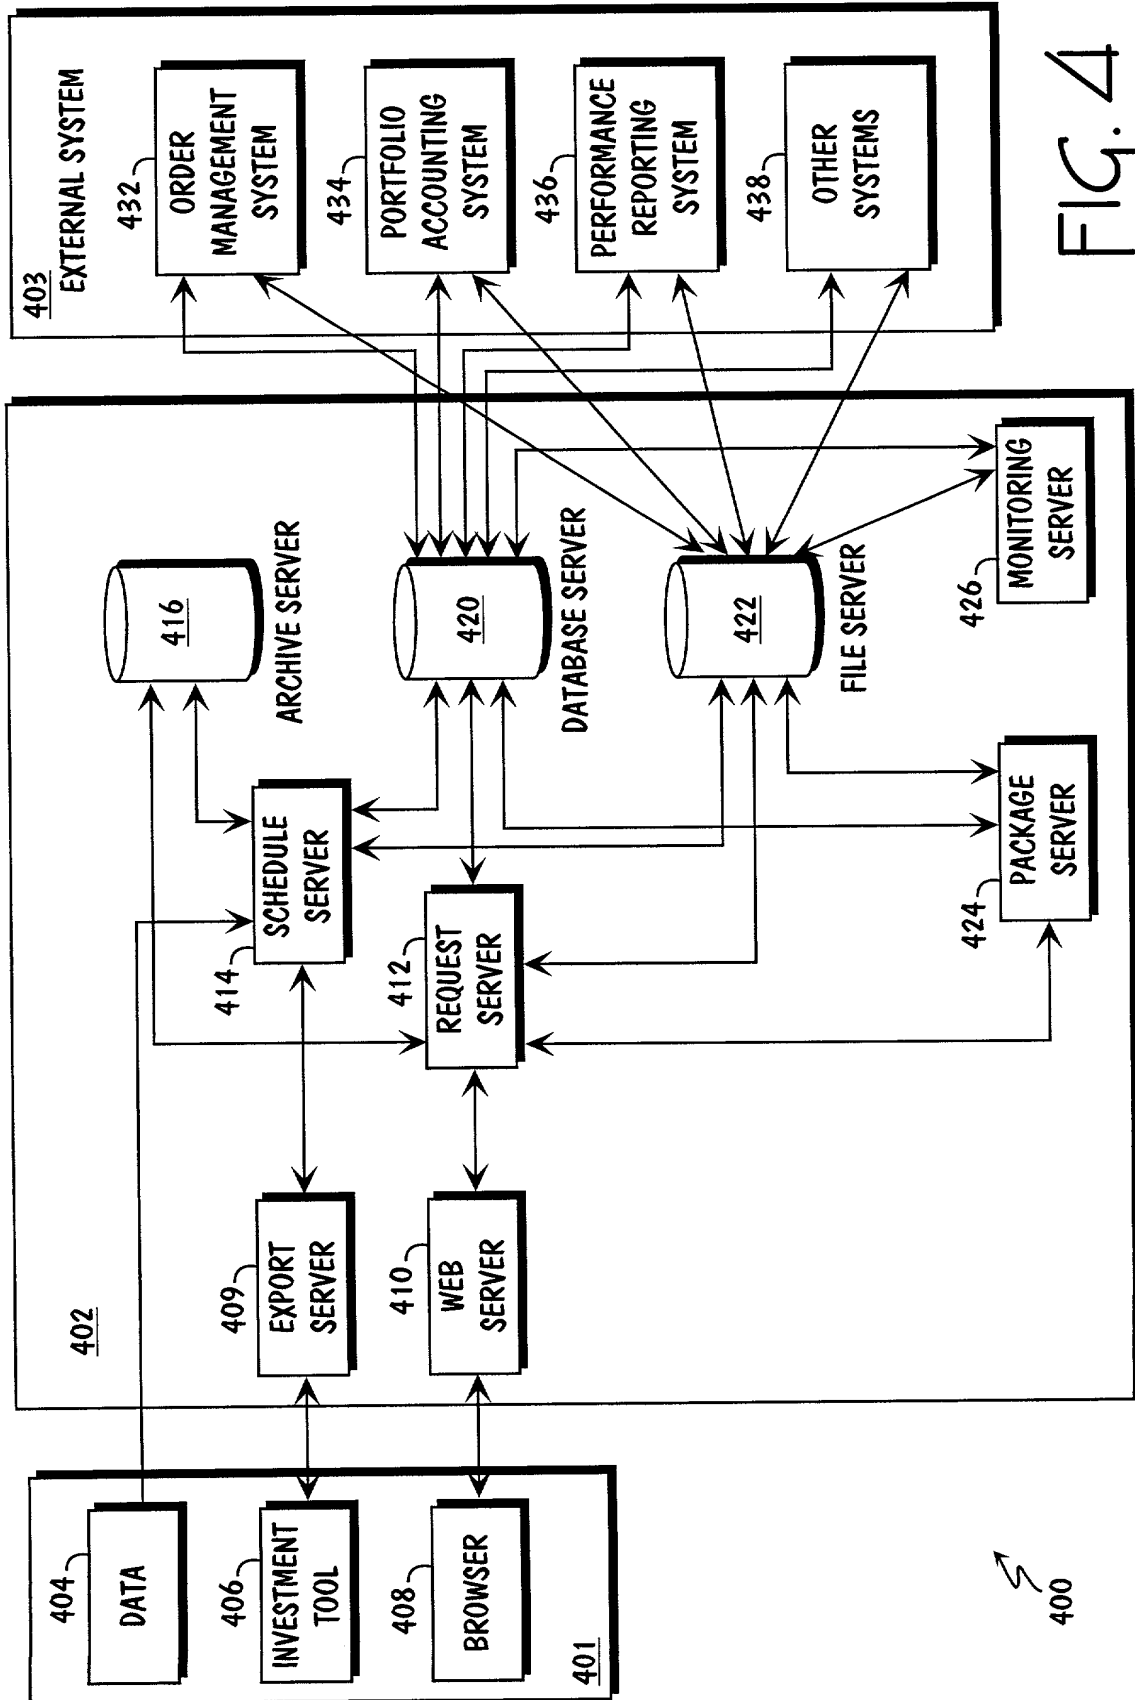 404
DATA
406
INVESTMENT
TOOL
408
BROWSER
401
402
409
EXPORT
SERVER
410
WEB
SERVER
414
SCHEDULE
SERVER
412
REQUEST
SERVER
416
ARCHIVE SERVER
420
DATABASE SERVER
422
FILE SERVER
424
PACKAGE
SERVER
426
MONITORING
SERVER
403
EXTERNAL SYSTEM
432
ORDER
MANAGEMENT
SYSTEM
434
PORTFOLIO
ACCOUNTING
SYSTEM
436
PERFORMANCE
REPORTING
SYSTEM
438
OTHER
SYSTEMS
400
FIG. 4